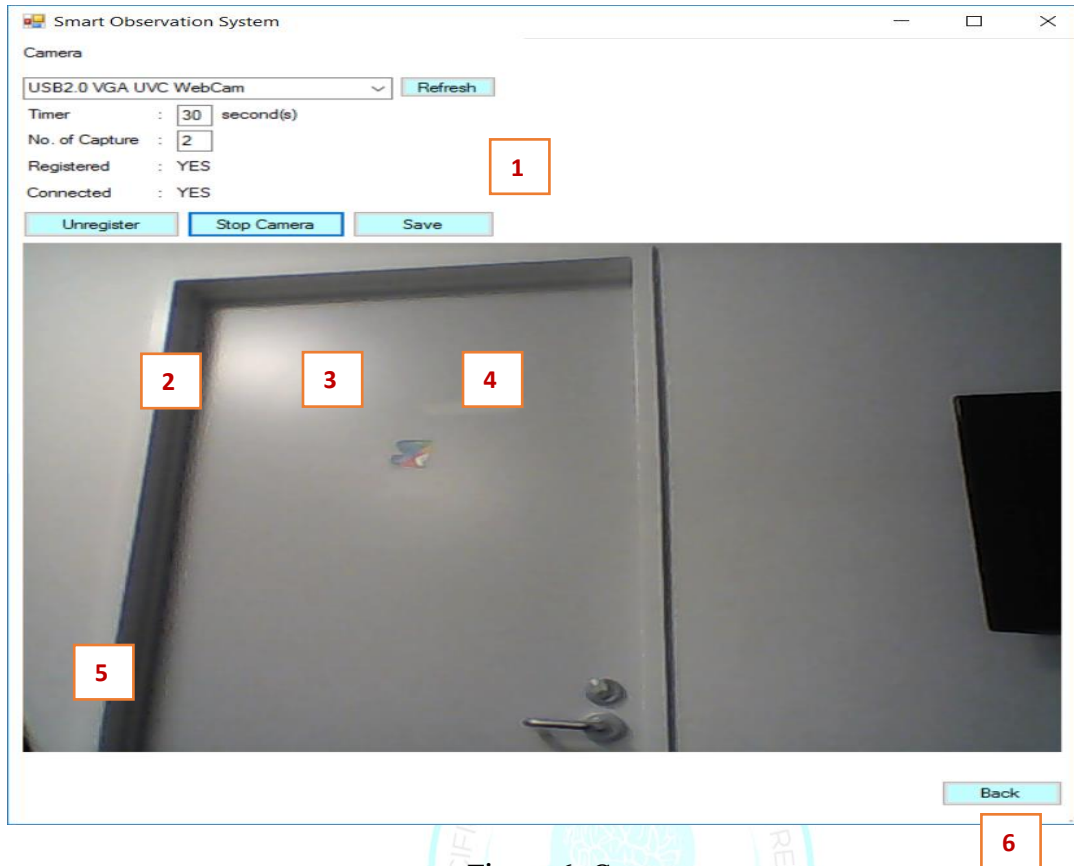 Smart Observation System
Camera
USB2.0 VGA UVC WebCam Refresh
Timer : 30 second(s)
No. of Capture : 2
Registered : YES
1
Connected : YES
Unregister Stop Camera Save
2 3 4
5
Back
6